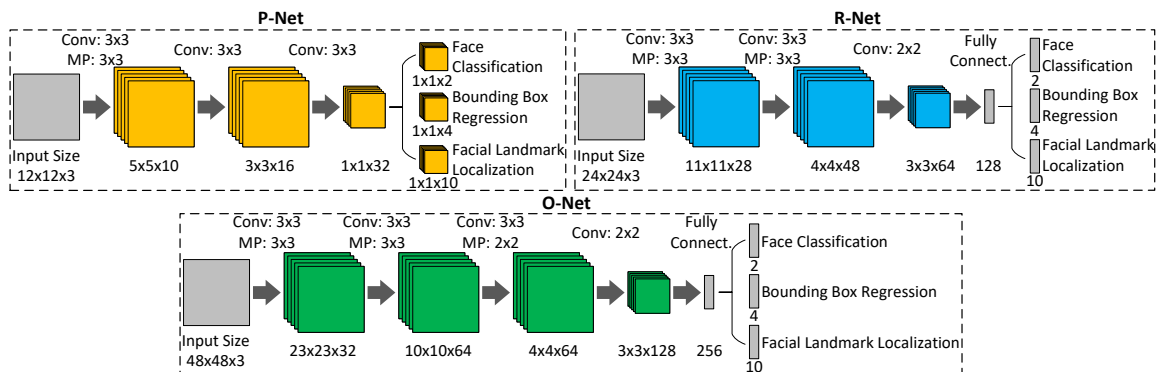 P-Net
Conv: 3x3
MP: 3x3
Conv: 3x3
Conv: 3x3
Input Size
12x12x3
5x5x10
3x3x16
1x1x32
Face
Classification
1x1x2
Bounding Box
Regression
1x1x4
Facial Landmark
Localization
1x1x10
R-Net
Conv: 3x3
MP: 3x3
Conv: 3x3
MP: 3x3
Conv: 2x2
Fully
Connect.
Input Size
24x24x3
11x11x28
4x4x48
3x3x64
128
Face
Classification
2
Bounding Box
Regression
4
Facial Landmark
Localization
10
O-Net
Conv: 3x3
MP: 3x3
Conv: 3x3
MP: 3x3
Conv: 3x3
MP: 2x2
Conv: 2x2
Fully
Connect.
Input Size
48x48x3
23x23x32
10x10x64
4x4x64
3x3x128
256
Face Classification
2
Bounding Box Regression
4
Facial Landmark Localization
10